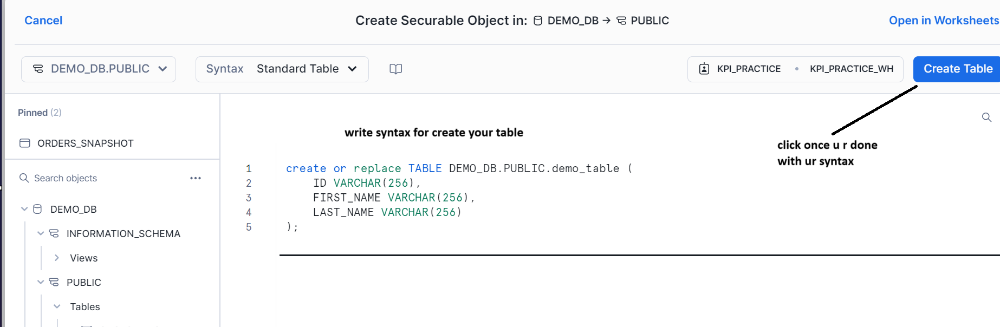 Cancel
Create Securable Object in: DEMO_DB → PUBLIC
Open in Worksheets
DEMO_DB.PUBLIC
Syntax Standard Table
KPI_PRACTICE • KPI_PRACTICE_WH
Create Table
Pinned (2)
ORDERS_SNAPSHOT
Search objects
DEMO_DB
INFORMATION_SCHEMA
Views
PUBLIC
Tables
write syntax for create your table
click once u r done
with ur syntax
1 create or replace TABLE DEMO_DB.PUBLIC.demo_table (
2 ID VARCHAR(256),
3 FIRST_NAME VARCHAR(256),
4 LAST_NAME VARCHAR(256)
5 );